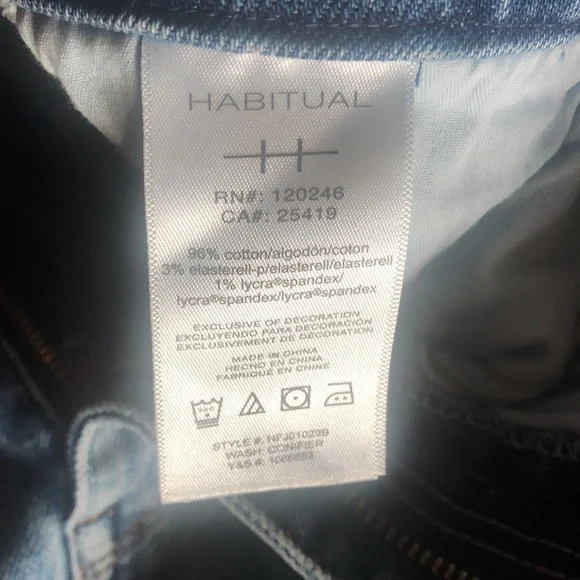 HABITUAL
RN#: 120246
CA#: 25419
96% cotton/algodón/coton
3% elasterell-p/elasterell/elasterell
1% lycra®spandex/
lycra®spandex/lycra®spandex
EXCLUSIVE OF DECORATION
EXCLUYENDO PARA DECORACIÓN
EXCLUSIVEMENT DE DÉCORATION
MADE IN CHINA
HECHO EN CHINA
FABRIQUÉ EN CHINE
STYLE #: HFJ01029S
WASH: CONIFER
Y&S #: